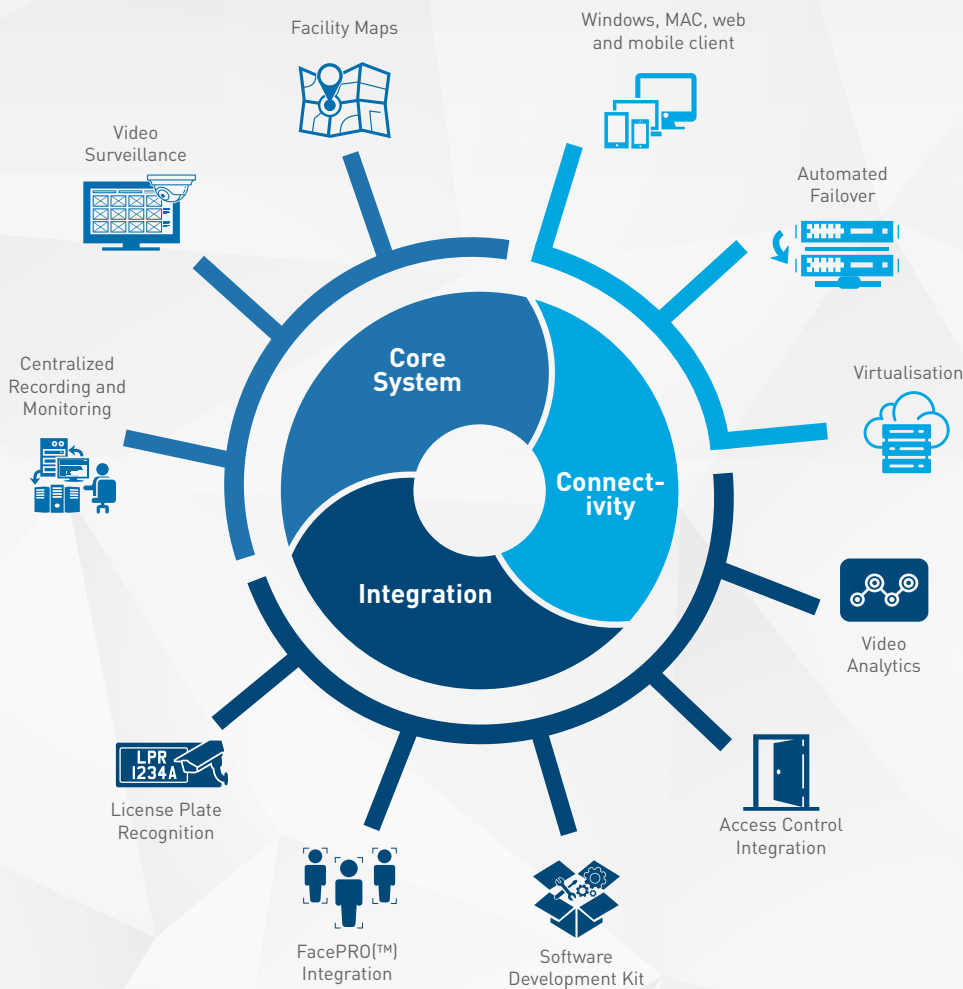 Facility Maps
Windows, MAC, web
and mobile client
Video
Surveillance
Automated
Failover
Centralized
Recording and
Monitoring
Core
System
Virtualisation
Connect-
ivity
Integration
Video
Analytics
LPR
1234A
License Plate
Recognition
Access Control
Integration
FacePRO(™)
Integration
Software
Development Kit